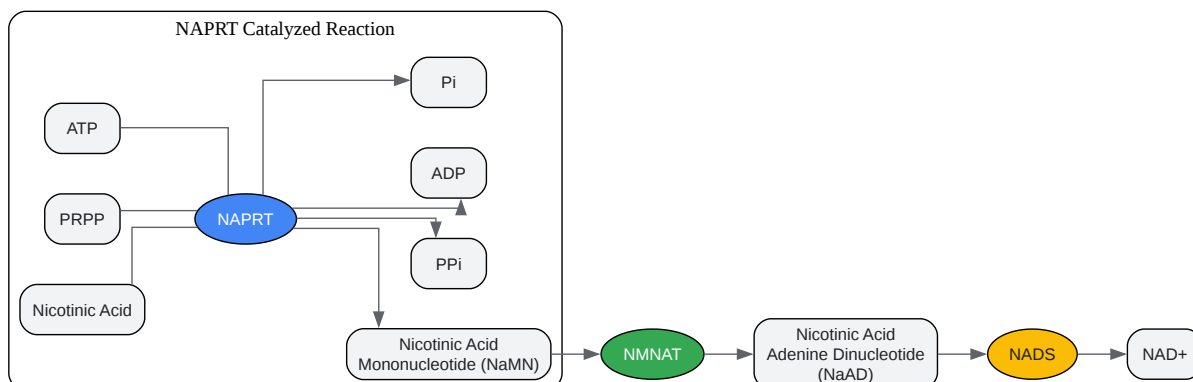 NAPRT Catalyzed Reaction
Pi
ATP
ADP
PRPP
NAPRT
PPi
Nicotinic Acid
Nicotinic Acid
Mononucleotide (NaMN)
NMNAT
Nicotinic Acid
Adenine Dinucleotide
(NaAD)
NADS
NAD+